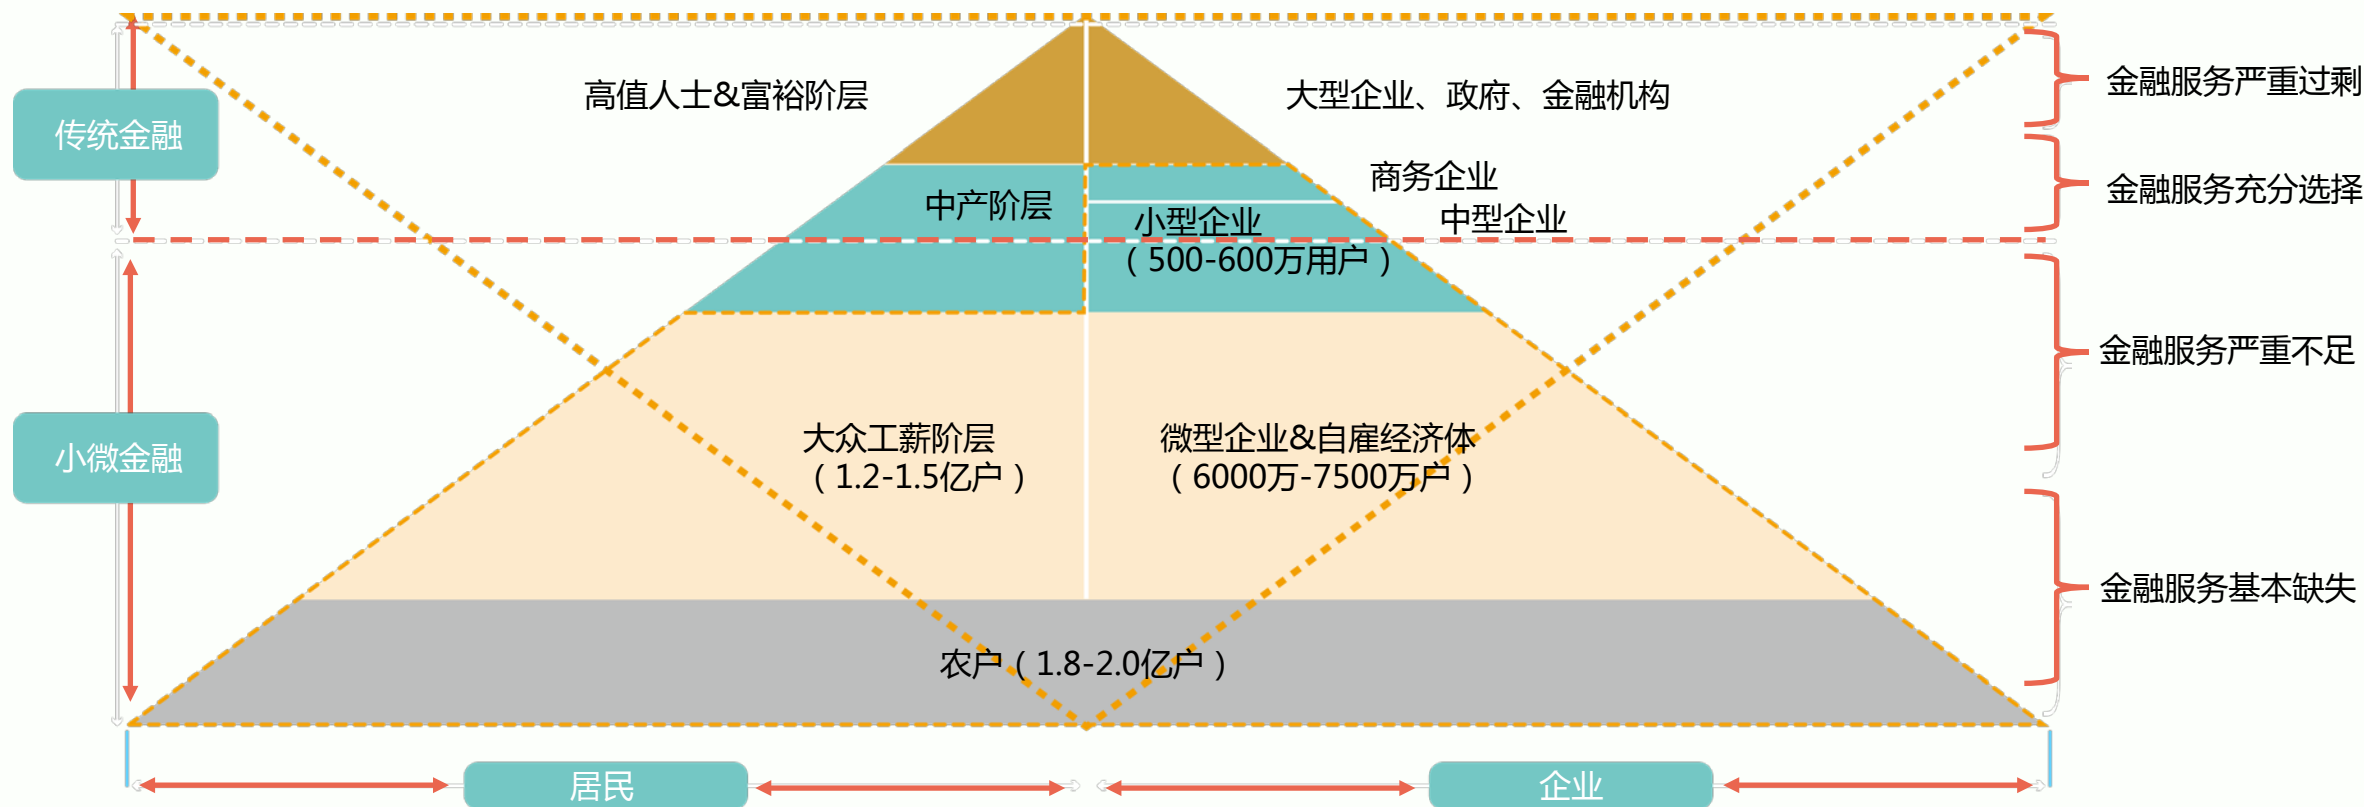 高值人士&富裕阶层
大型企业、政府、金融机构
金融服务严重过剩
传统金融
商务企业
金融服务充分选择
中产阶层
小型企业
中型企业
（500-600万用户）
金融服务严重不足
小微金融
大众工薪阶层
（1.2-1.5亿户）
微型企业&自雇经济体
（6000万-7500万户）
金融服务基本缺失
农户（1.8-2.0亿户）
居民
企业